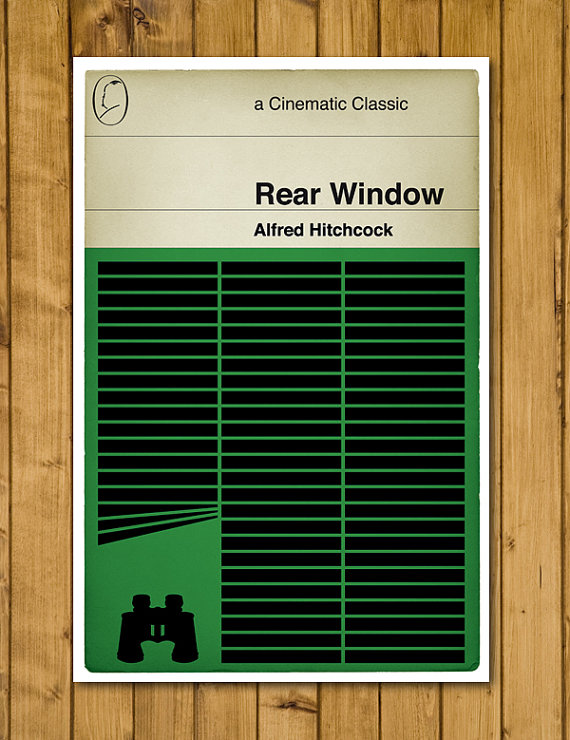 a Cinematic Classic
Rear Window
Alfred Hitchcock